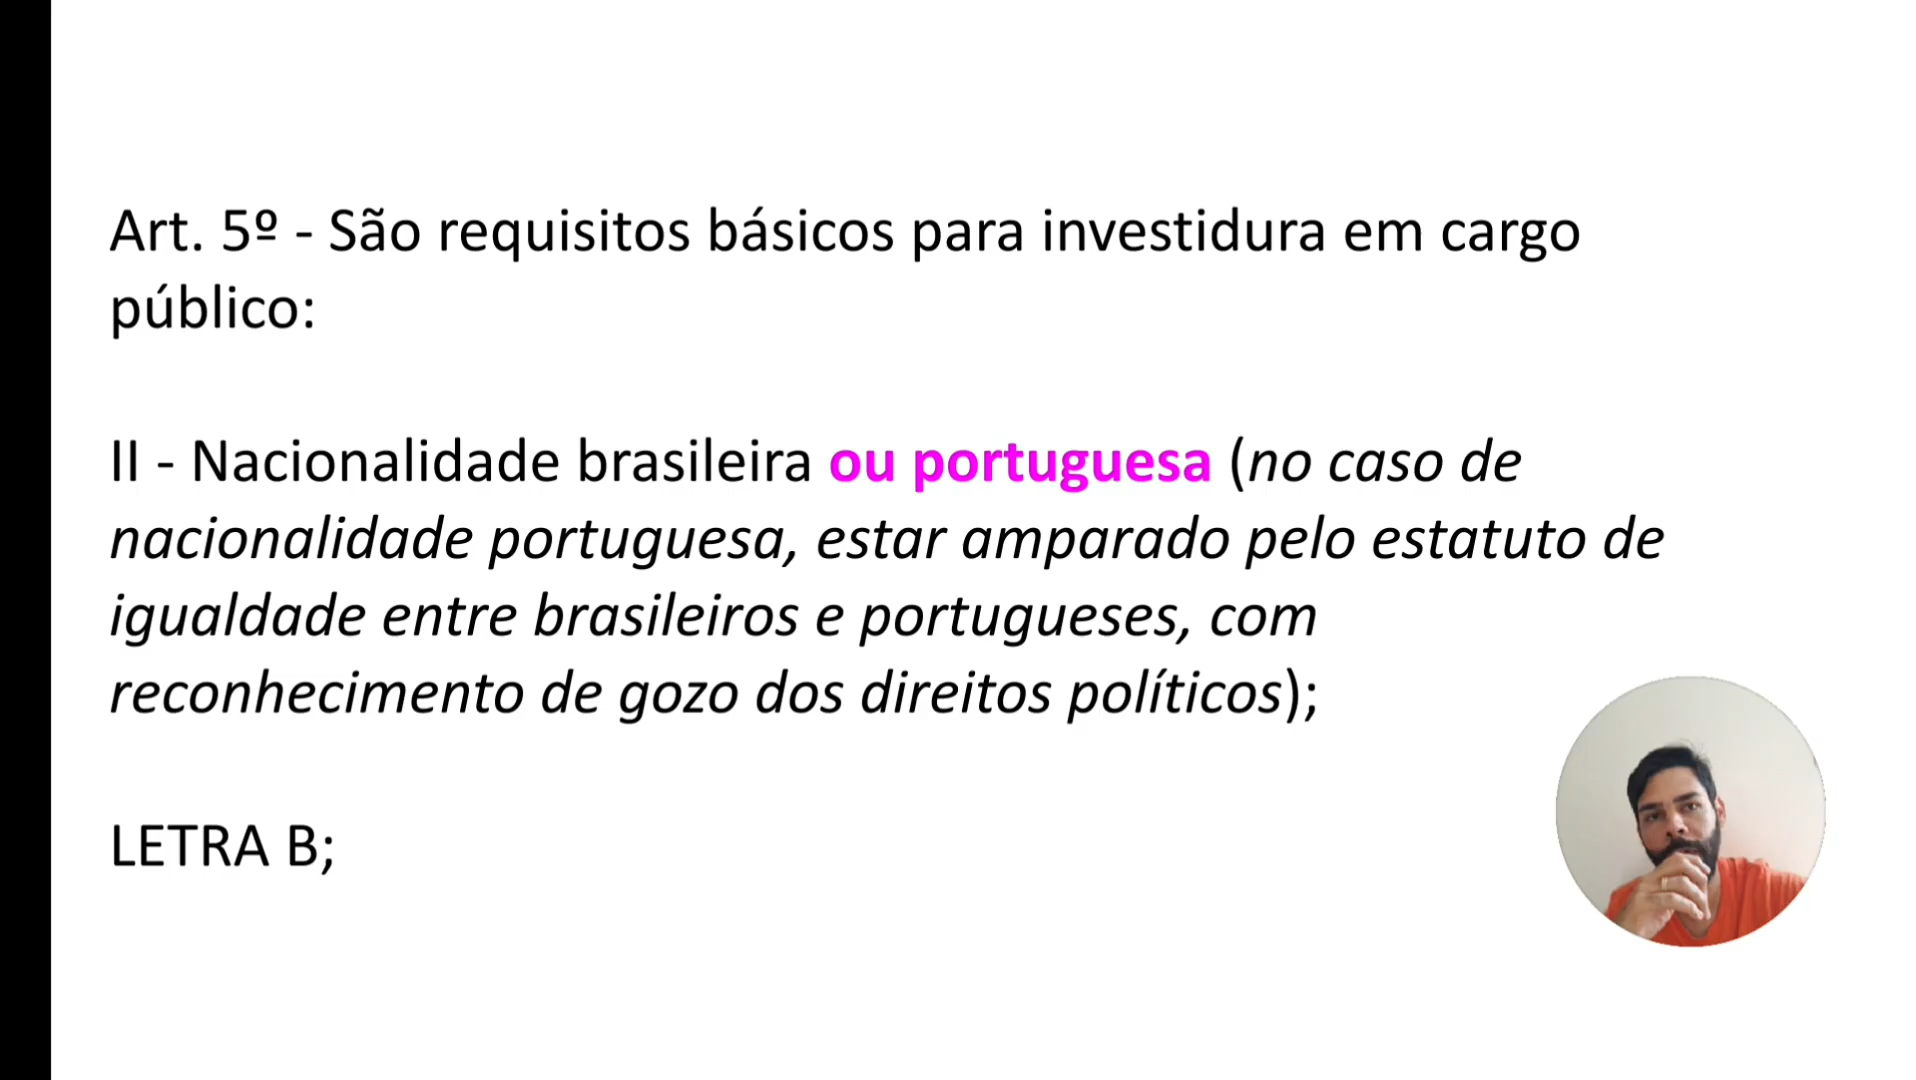 Art. 5º - São requisitos básicos para investidura em cargo
público:
II - Nacionalidade brasileira ou portuguesa (no caso de
nacionalidade portuguesa, estar amparado pelo estatuto de
igualdade entre brasileiros e portugueses, com
reconhecimento de gozo dos direitos políticos);
LETRA B;